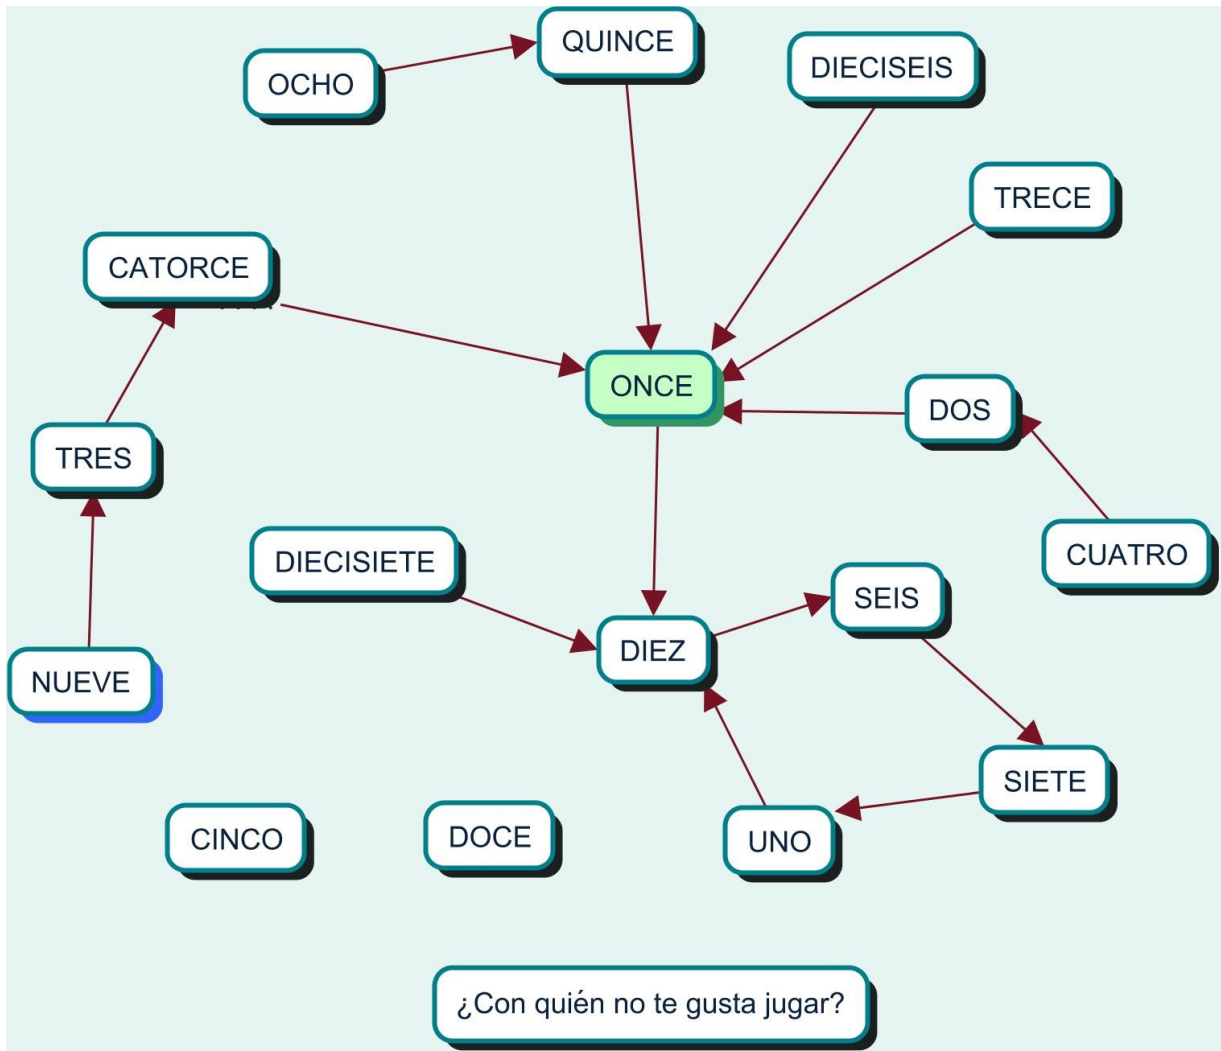 QUINCE
DIECISEIS
OCHO
TRECE
CATORCE
ONCE
DOS
TRES
DIECISIETE
CUATRO
SEIS
DIEZ
NUEVE
SIETE
CINCO
DOCE
UNO
¿Con quién no te gusta jugar?